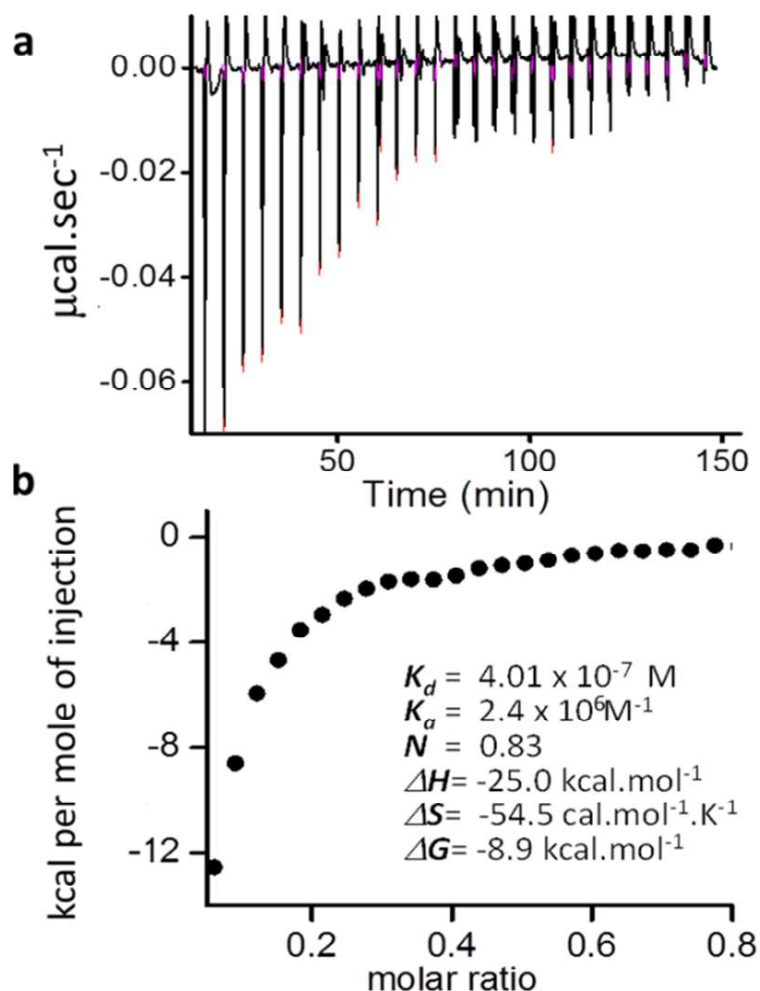 a
0.00
-0.02
-0.04
-0.06
μcal.sec⁻¹
50 100 150
Time (min)
b
0
-4
-8
-12
kcal per mole of injection
K_d = 4.01 x 10⁻⁷ M
K_a = 2.4 x 10⁶M⁻¹
N = 0.83
ΔH= -25.0 kcal.mol⁻¹
ΔS= -54.5 cal.mol⁻¹.K⁻¹
ΔG= -8.9 kcal.mol⁻¹
0.2 0.4 0.6 0.8
molar ratio